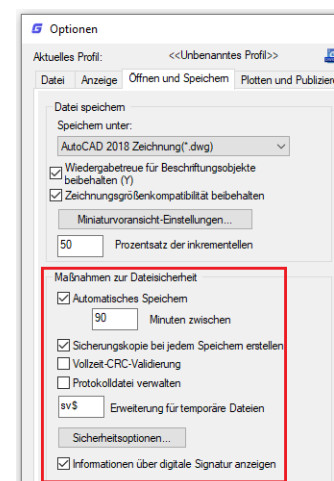 Optionen
Aktuelles Profil: <<Unbenanntes Profil>>
Datei Anzeige Öffnen und Speichern Plotten und Publizieren
Datei speichern
Speichern unter:
AutoCAD 2018 Zeichnung(*.dwg)
Wiedergabetreue für Beschriftungsobjekte
beibehalten (Y)
Zeichnungsgrößenkompatibilität beibehalten
Miniaturvoransicht-Einstellungen...
50 Prozentsatz der inkrementellen
Maßnahmen zur Dateisicherheit
Automatisches Speichern
90 Minuten zwischen
Sicherungskopie bei jedem Speichern erstellen
Vollzeit-CRC-Validierung
Protokolldatei verwalten
sv$ Erweiterung für temporäre Dateien
Sicherheitsoptionen...
Informationen über digitale Signatur anzeigen